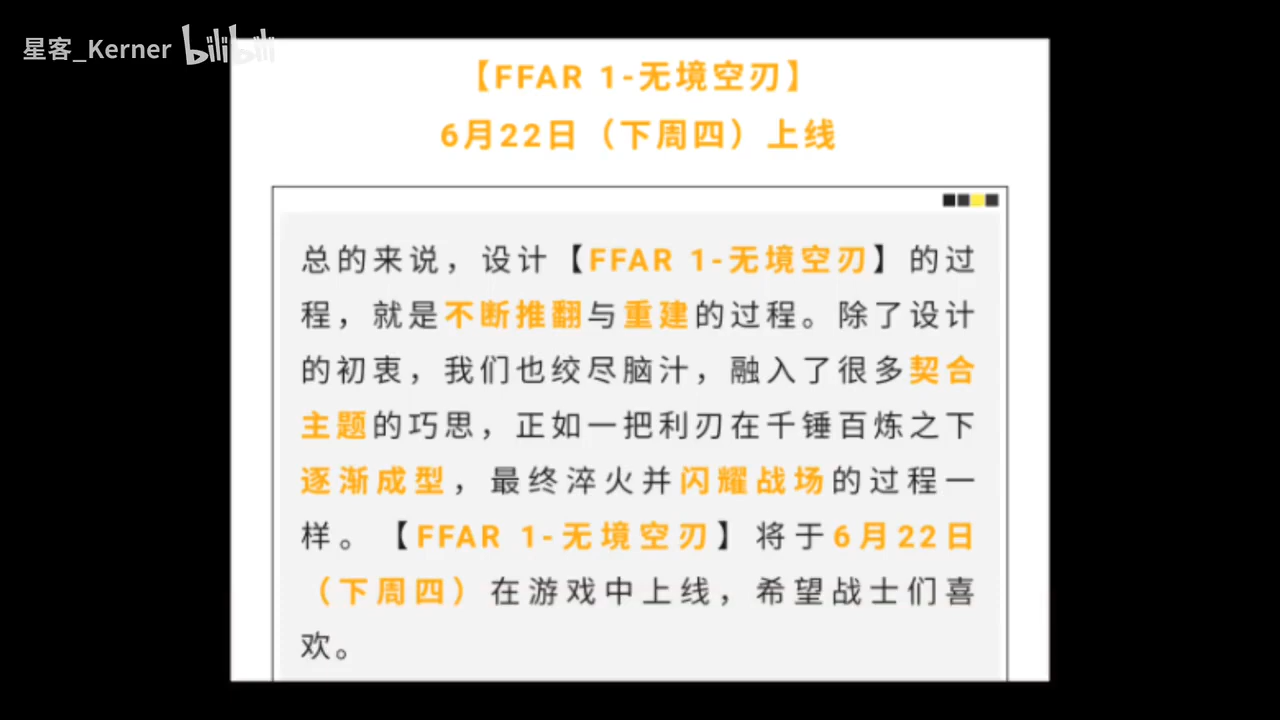 星客_Kerner bilibili
【FFAR 1-无境空刃】
6月22日（下周四）上线
总的来说，设计【FFAR 1-无境空刃】的过
程，就是不断推翻与重建的过程。除了设计
的初衷，我们也绞尽脑汁，融入了很多契合
主题的巧思，正如一把利刃在千锤百炼之下
逐渐成型，最终淬火并闪耀战场的过程一
样。【FFAR 1-无境空刃】将于6月22日
（下周四）在游戏中上线，希望战士们喜
欢。